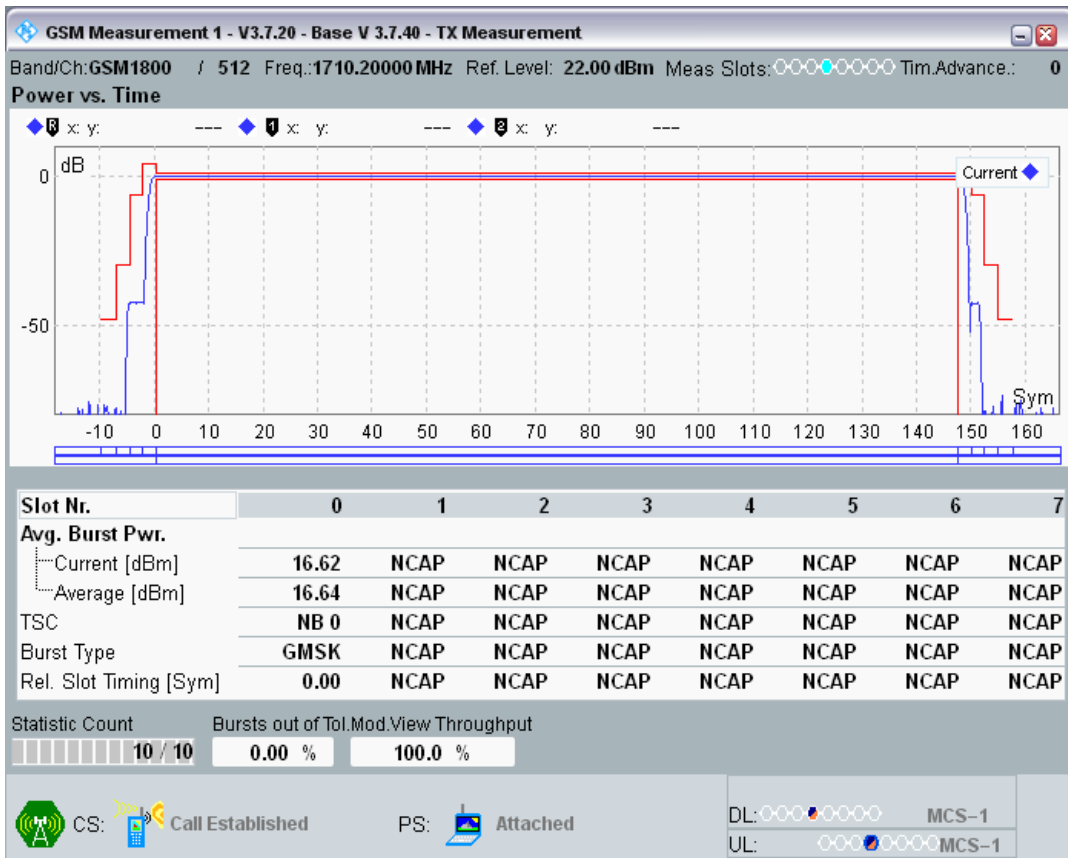 GSM Measurement 1 - V3.7.20 - Base V 3.7.40 - TX Measurement
Band/Ch:GSM1800 / 512 Freq.:1710.20000 MHz Ref. Level: 22.00 dBm Meas Slots: Tim.Advance.: 0
Power vs. Time
R x: y: --- 1 x: y: --- 2 x: y: ---
dB
Current
0
-50
Sym
-10 0 10 20 30 40 50 60 70 80 90 100 110 120 130 140 150 160
Slot Nr. 0 1 2 3 4 5 6 7
Avg. Burst Pwr.
Current [dBm] 16.62 NCAP NCAP NCAP NCAP NCAP NCAP NCAP
Average [dBm] 16.64 NCAP NCAP NCAP NCAP NCAP NCAP NCAP
TSC NB 0 NCAP NCAP NCAP NCAP NCAP NCAP NCAP
Burst Type GMSK NCAP NCAP NCAP NCAP NCAP NCAP NCAP
Rel. Slot Timing [Sym] 0.00 NCAP NCAP NCAP NCAP NCAP NCAP NCAP
Statistic Count Bursts out of Tol. Mod.View Throughput
10 / 10 0.00 % 100.0 %
CS: Call Established PS: Attached
DL: MCS-1
UL: MCS-1